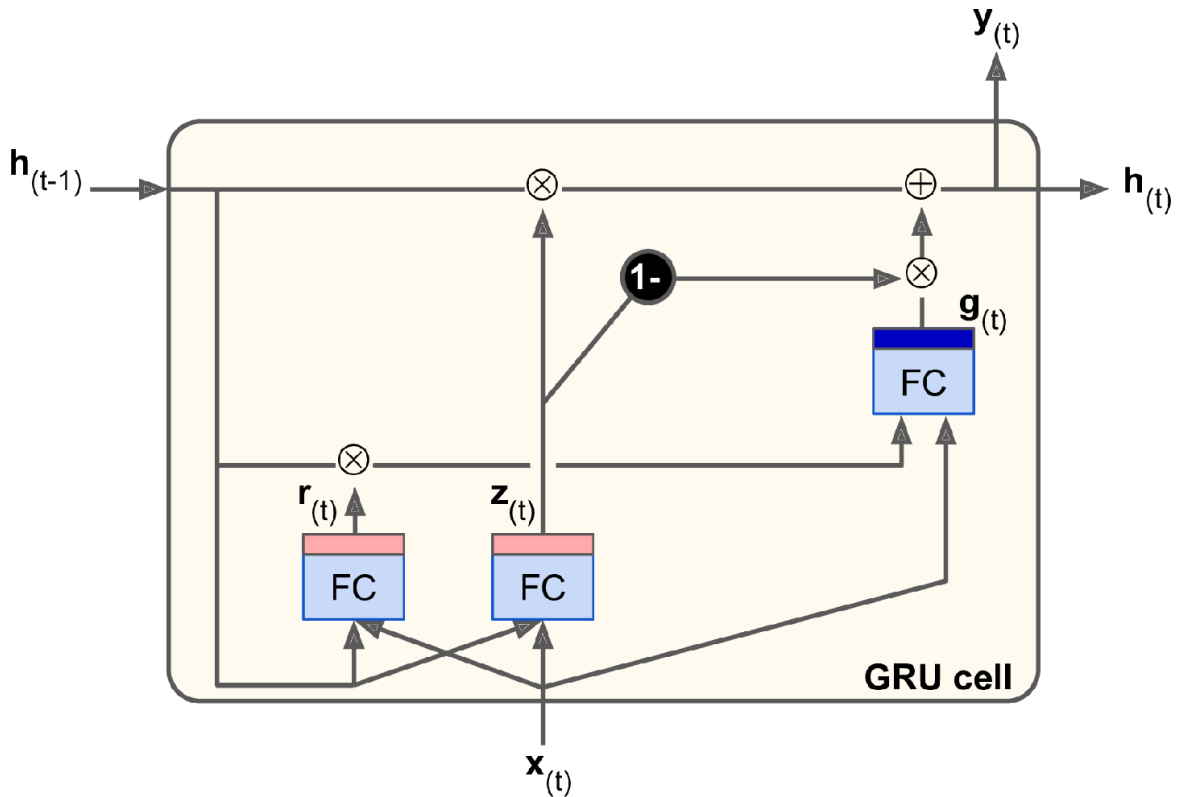 y(t)
h(t-1)
h(t)
1-
g(t)
FC
r(t)
z(t)
FC
FC
GRU cell
x(t)